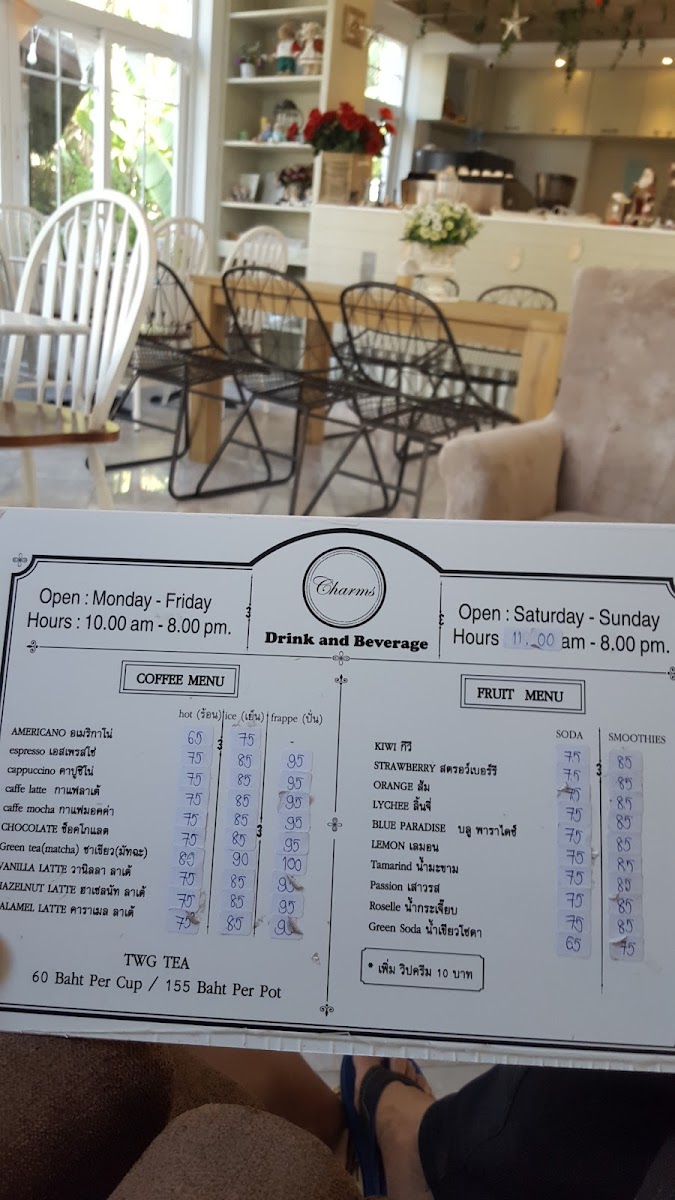 Charms
Drink and Beverage
Open : Monday - Friday
Hours : 10.00 am - 8.00 pm.
Open : Saturday - Sunday
Hours 11.00 am - 8.00 pm.
COFFEE MENU
hot (ร้อน) ice (เย็น) frappe (ปั่น)
AMERICANO อเมริกาโน่ 65 75 -
espresso เอสเพรสโซ่ 75 85 95
cappuccino คาปูชิโน่ 75 85 95
caffe latte กาแฟลาเต้ 75 85 95
caffe mocha กาแฟมอคค่า 75 85 95
CHOCOLATE ช็อคโกแลต 75 85 95
Green tea(matcha) ชาเขียว(มัทฉะ) 80 90 100
VANILLA LATTE วานิลลา ลาเต้ 75 85 95
HAZELNUT LATTE ฮาเซลนัท ลาเต้ 75 85 95
ALAMEL LATTE คาราเมล ลาเต้ 75 85 95
TWG TEA
60 Baht Per Cup / 155 Baht Per Pot
FRUIT MENU
SODA SMOOTHIES
KIWI กีวี 75 85
STRAWBERRY สตรอว์เบอร์รี 75 85
ORANGE ส้ม 75 85
LYCHEE ลิ้นจี่ 75 85
BLUE PARADISE บลู พาราไดซ์ 75 85
LEMON เลมอน 75 85
Tamarind น้ำมะขาม 75 85
Passion เสาวรส 75 85
Roselle น้ำกระเจี๊ยบ 75 85
Green Soda น้ำเขียวโซดา 65 75
* เพิ่ม วิปครีม 10 บาท